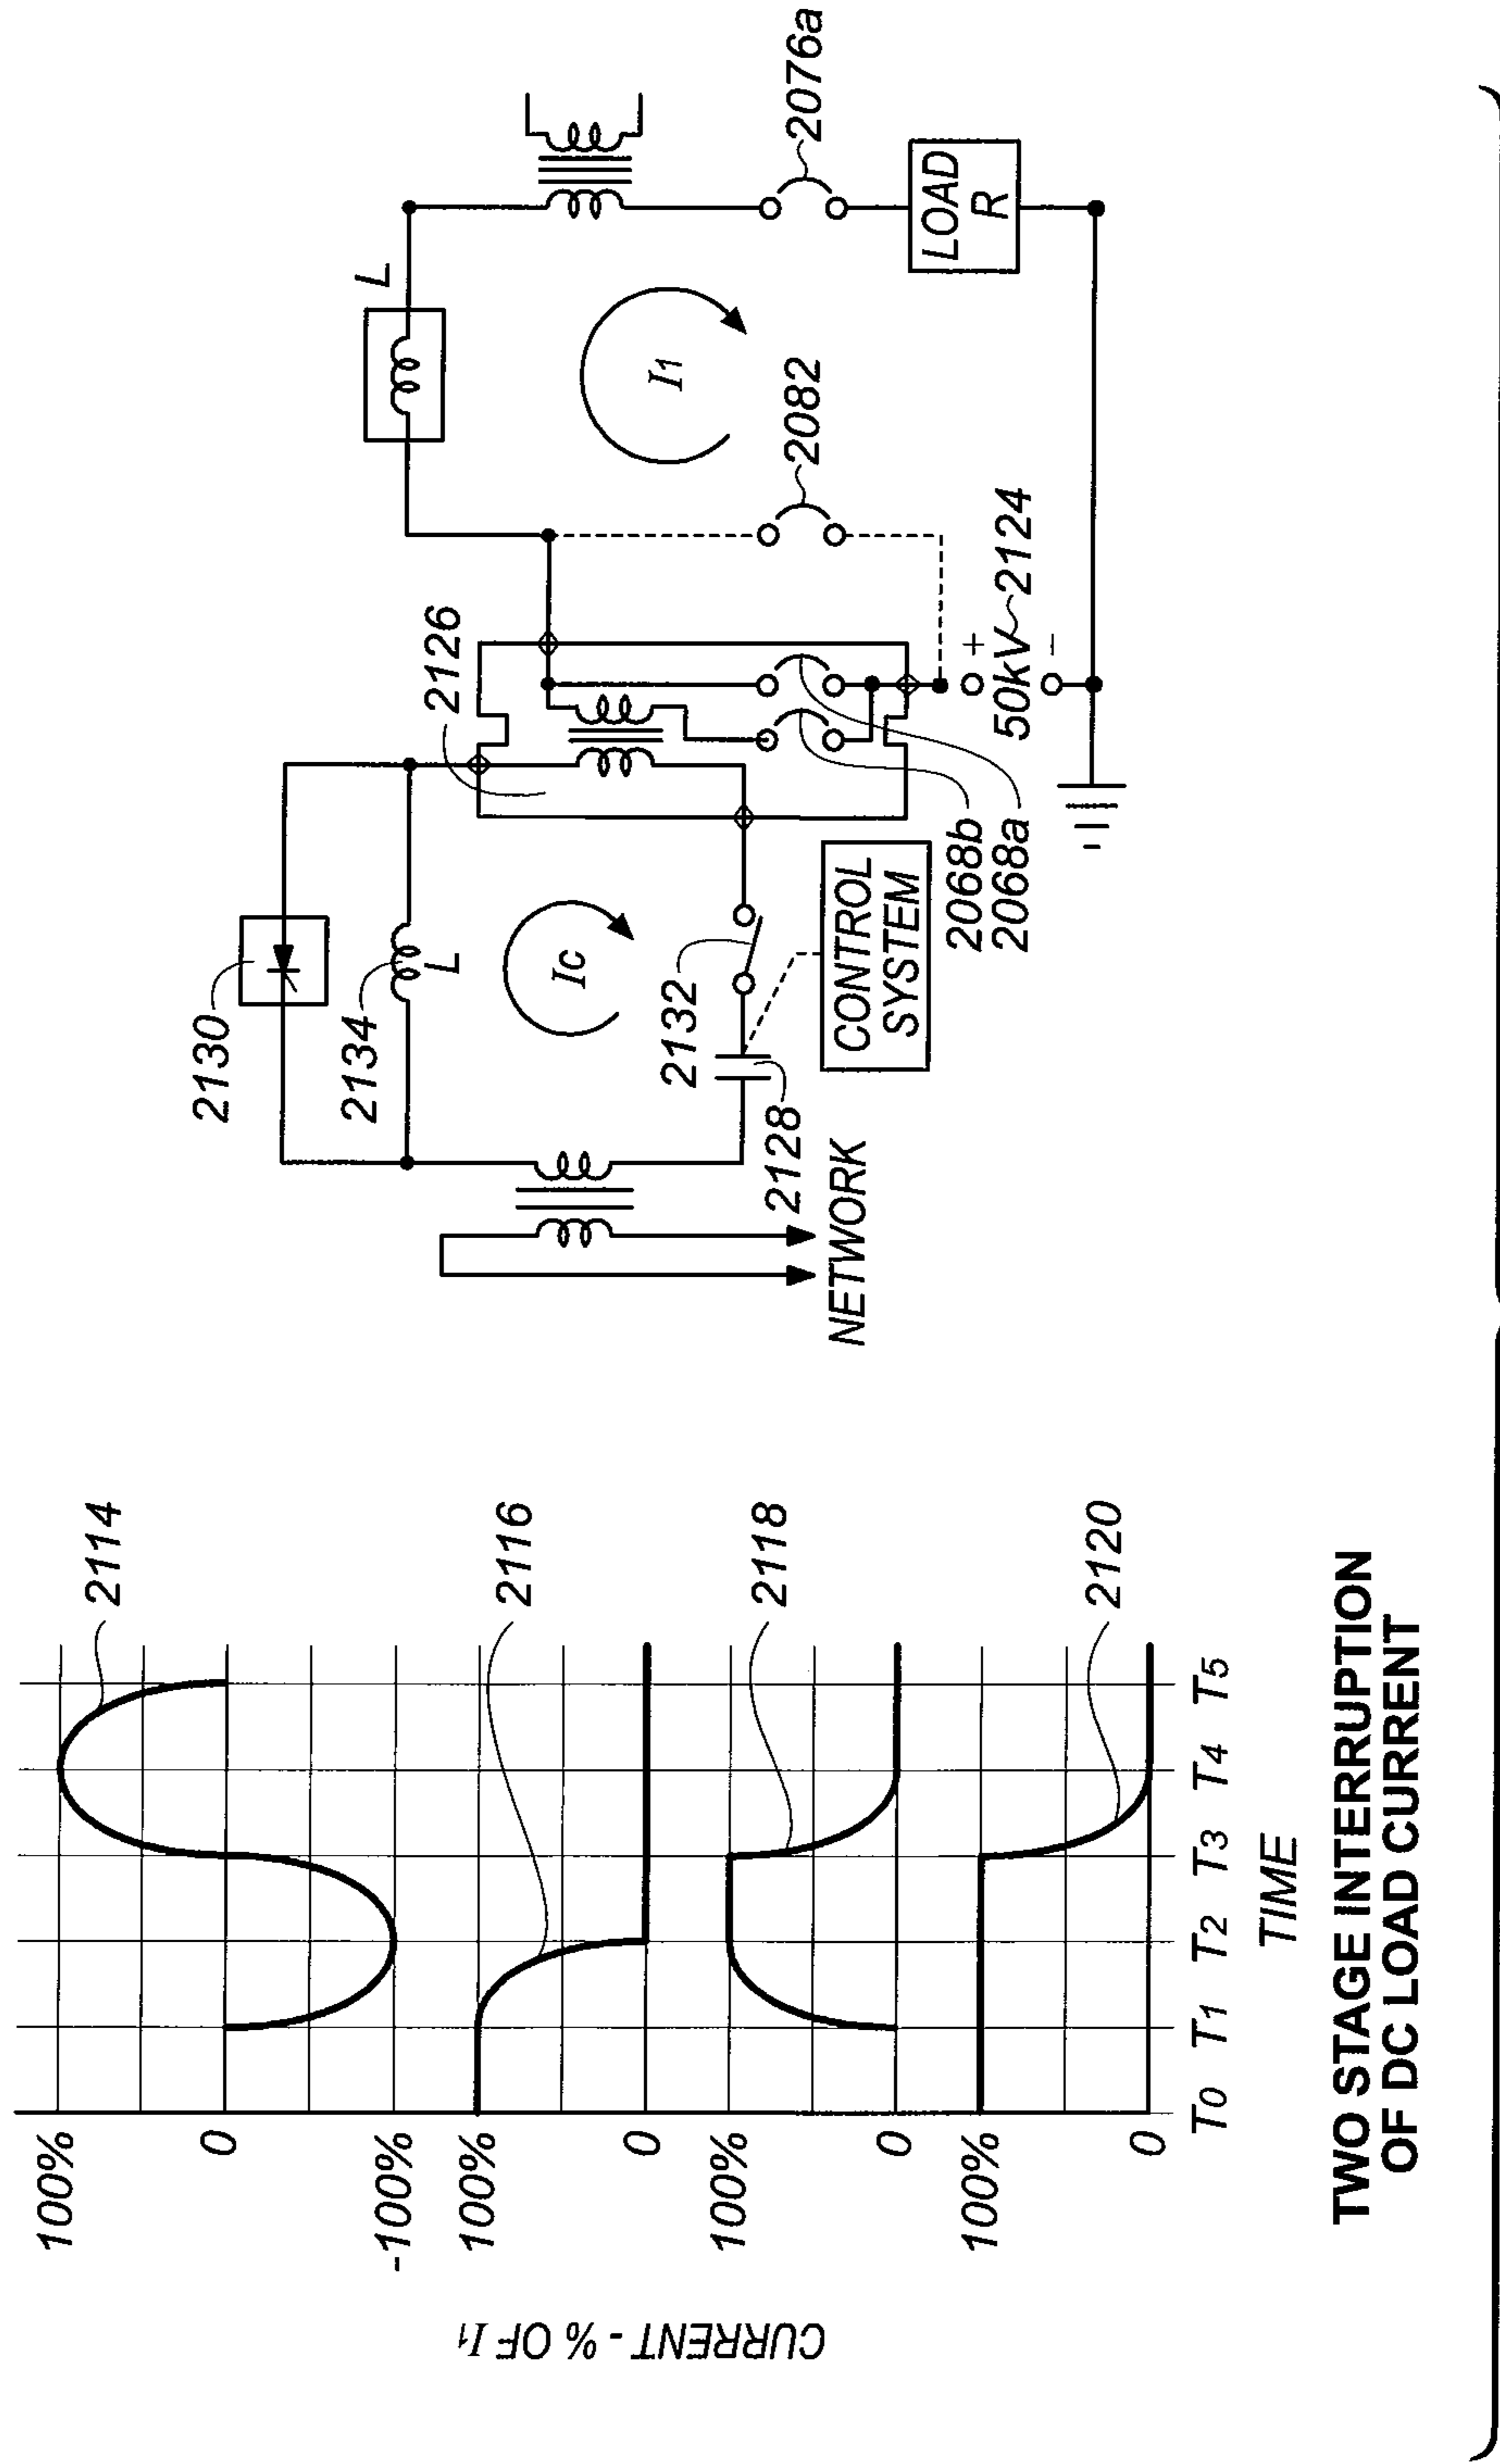 CURRENT - % OF I1
100%
0
-100%
100%
0
100%
0
100%
0
T0 T1 T2 T3 T4 T5
TIME
2114
2116
2118
2120
TWO STAGE INTERRUPTION
OF DC LOAD CURRENT
2130
2134
L
Ic
2132
2128
NETWORK
CONTROL
SYSTEM
2126
2068b
2068a
+
50kV
-
2124
2082
L
I1
2076a
LOAD
R